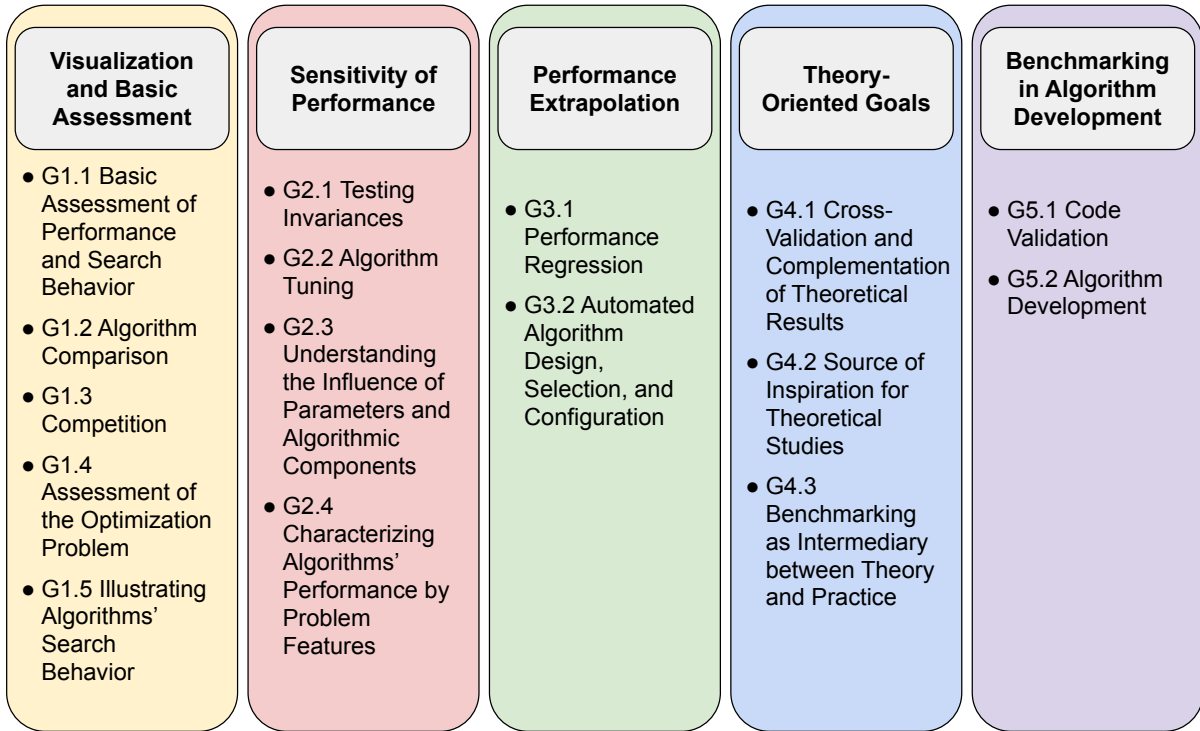 Visualization
and Basic
Assessment
● G1.1 Basic
Assessment of
Performance
and Search
Behavior
● G1.2 Algorithm
Comparison
● G1.3
Competition
● G1.4
Assessment of
the Optimization
Problem
● G1.5 Illustrating
Algorithms’
Search
Behavior
Sensitivity of
Performance
● G2.1 Testing
Invariances
● G2.2 Algorithm
Tuning
● G2.3
Understanding
the Influence of
Parameters and
Algorithmic
Components
● G2.4
Characterizing
Algorithms’
Performance by
Problem
Features
Performance
Extrapolation
● G3.1
Performance
Regression
● G3.2 Automated
Algorithm
Design,
Selection, and
Configuration
Theory-
Oriented Goals
● G4.1 Cross-
Validation and
Complementation
of Theoretical
Results
● G4.2 Source of
Inspiration for
Theoretical
Studies
● G4.3
Benchmarking
as Intermediary
between Theory
and Practice
Benchmarking
in Algorithm
Development
● G5.1 Code
Validation
● G5.2 Algorithm
Development